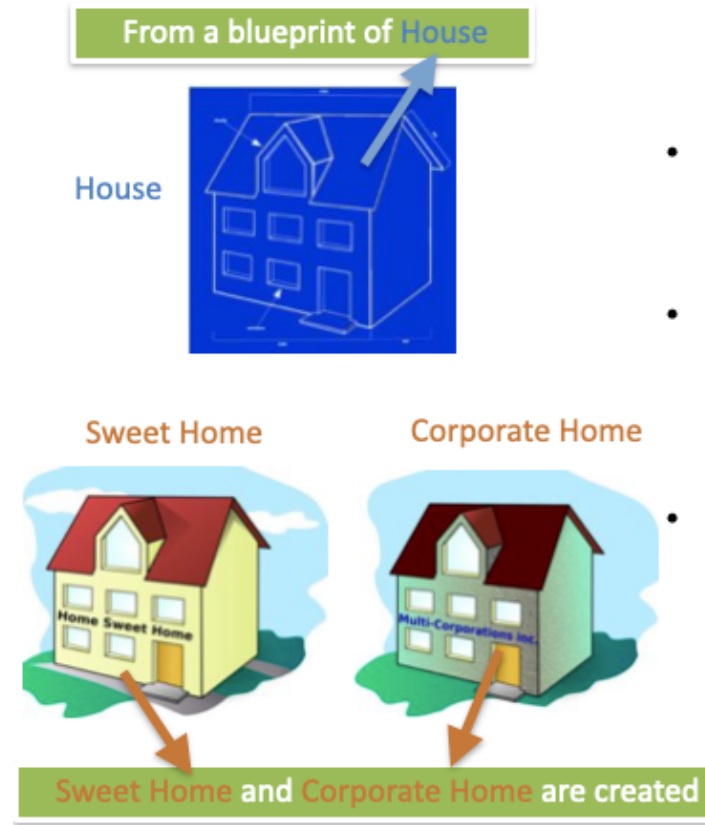 From a blueprint of House
House
Sweet Home
Corporate Home
Home Sweet Home
Multi-Corporations inc.
Sweet Home and Corporate Home are created